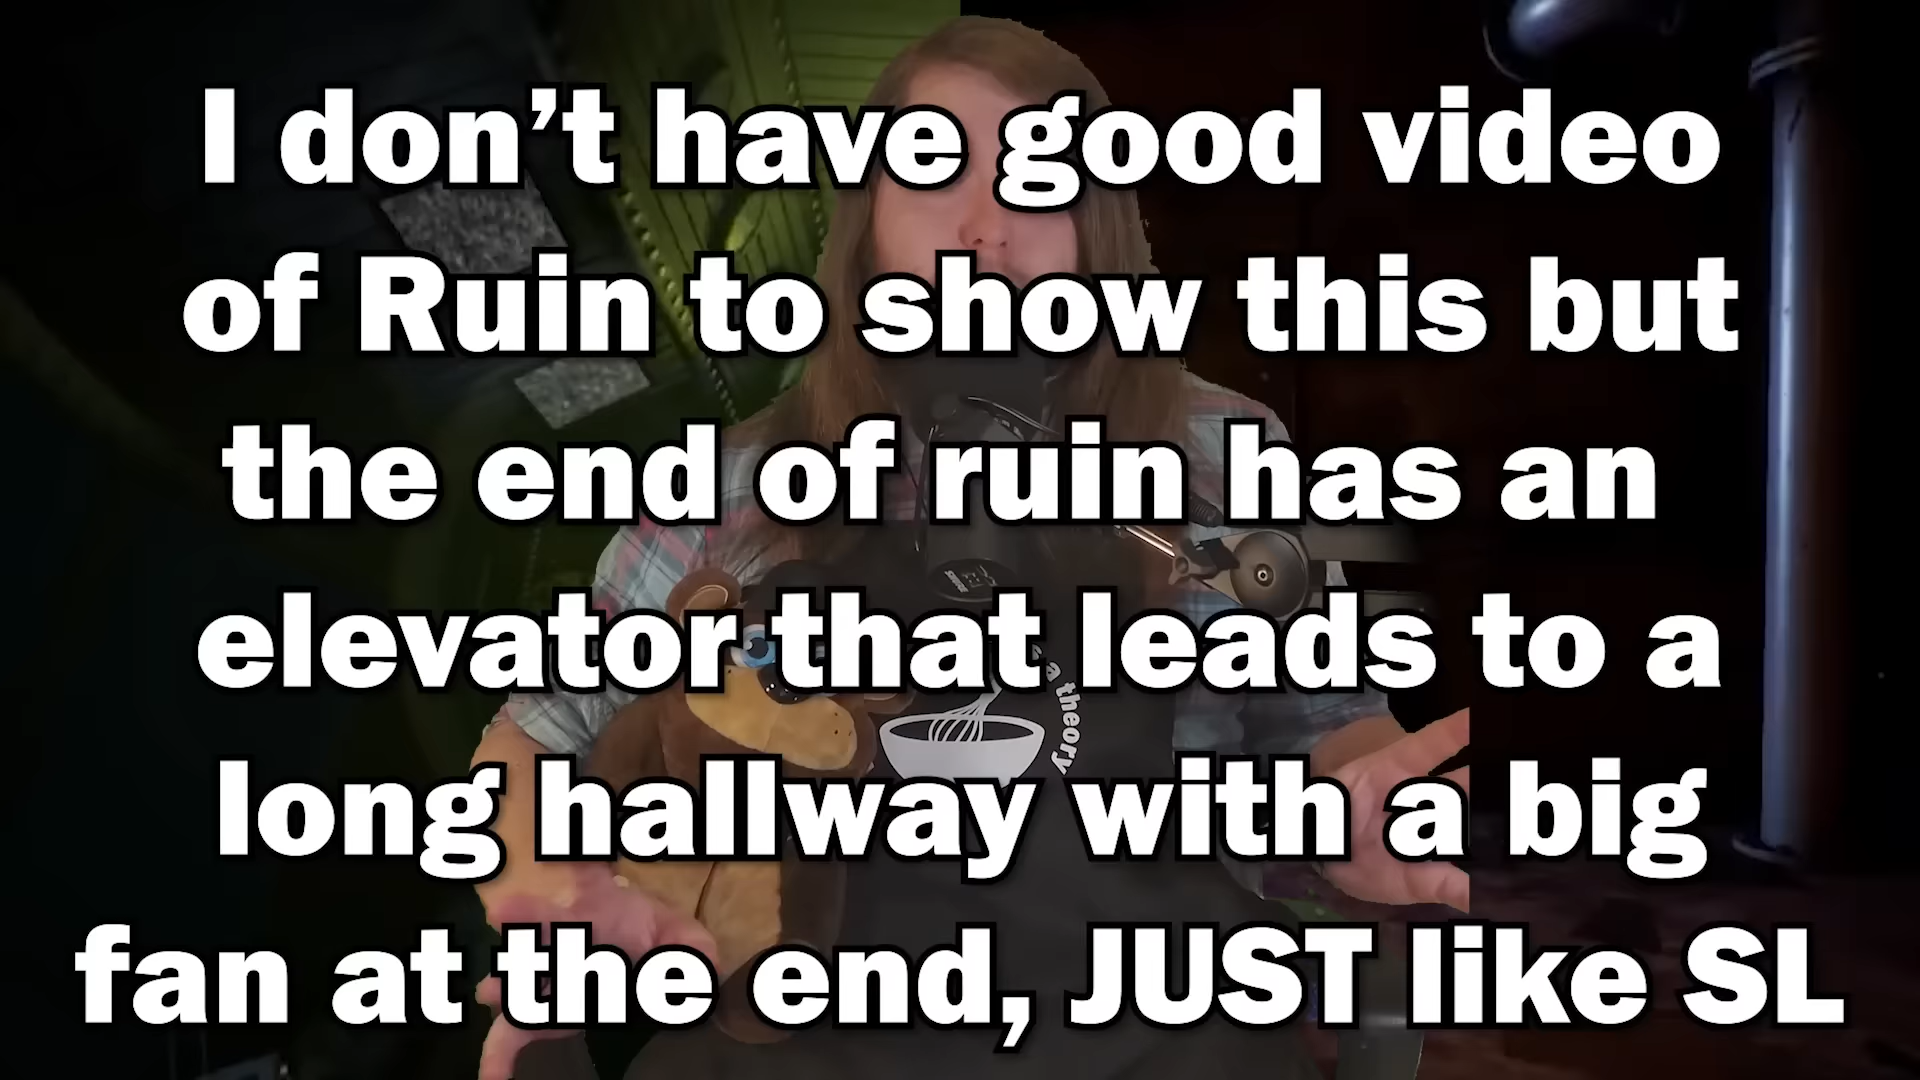 I don’t have good video
of Ruin to show this but
the end of ruin has an
elevator that leads to a
long hallway with a big
fan at the end, JUST like SL
a theory